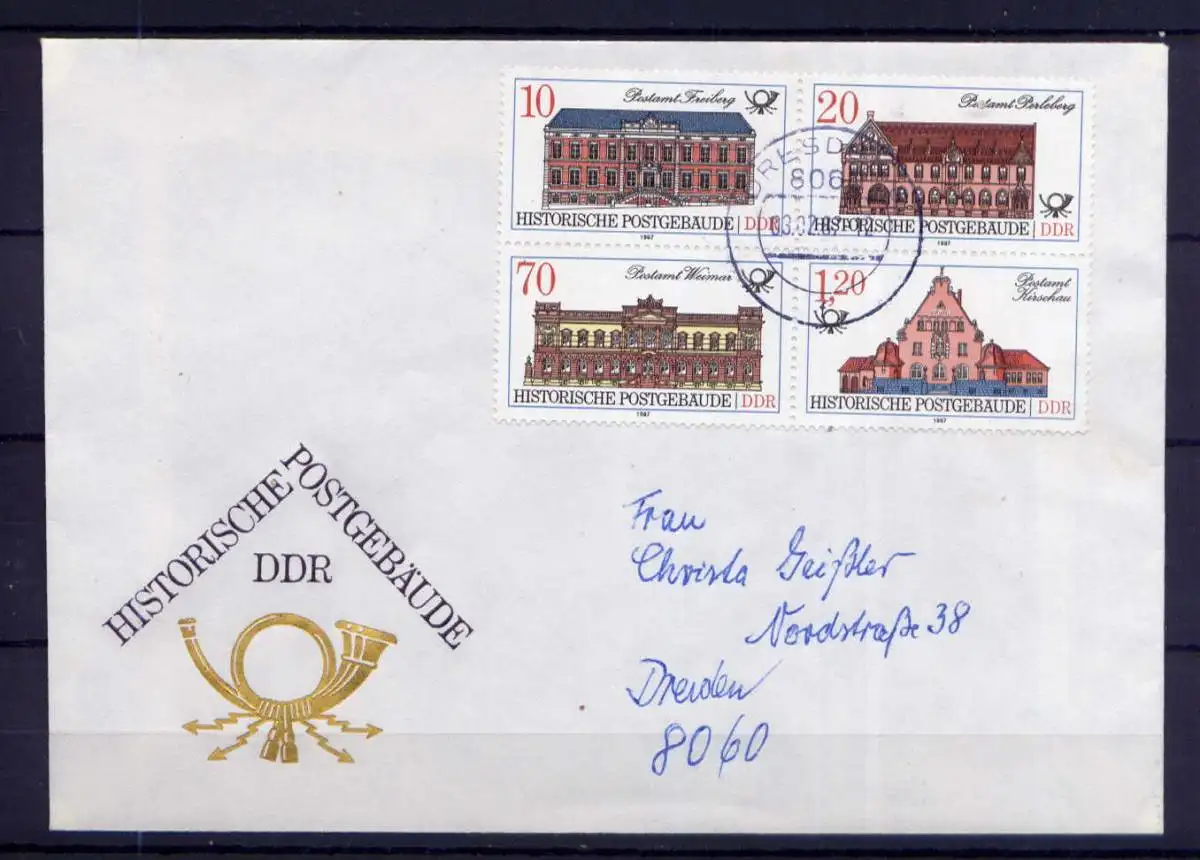 10 Postamt Freiberg
HISTORISCHE POSTGEBÄUDE DDR
1987
20 Postamt Perleberg
HISTORISCHE POSTGEBÄUDE DDR
1987
70 Postamt Weimar
HISTORISCHE POSTGEBÄUDE DDR
1987
1,20 Postamt
Kirschau
HISTORISCHE POSTGEBÄUDE DDR
1987
806
HISTORISCHE POSTGEBÄUDE
DDR
Frau
Christa Geißler
Nordstraße 38
Dresden
8060